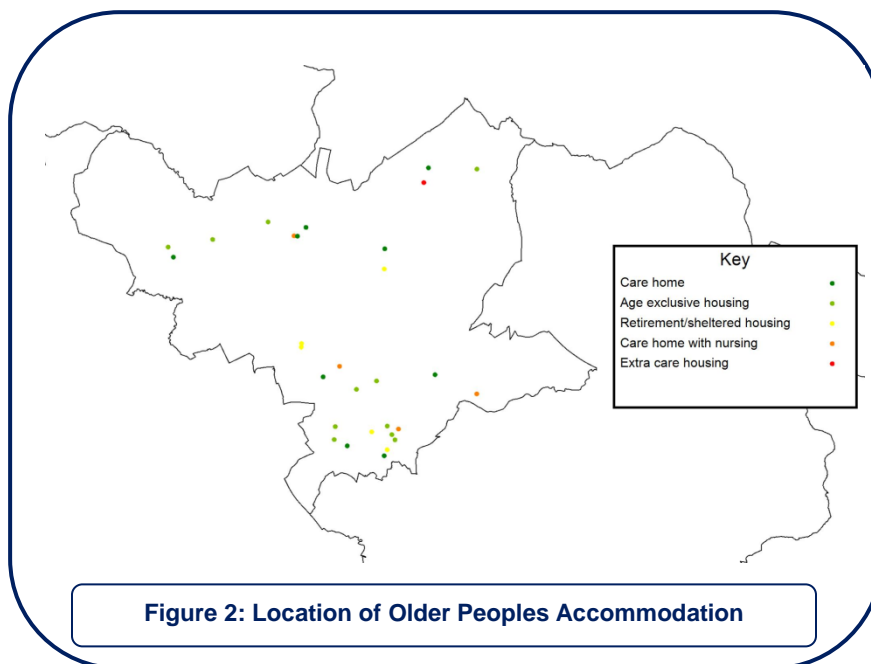 Key
Care home
Age exclusive housing
Retirement/sheltered housing
Care home with nursing
Extra care housing
Figure 2: Location of Older Peoples Accommodation